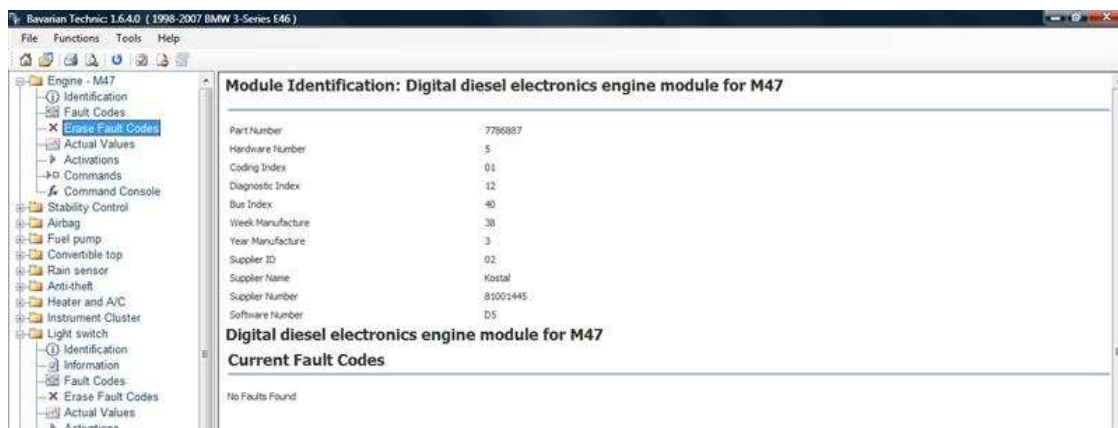 Bavarian Technic: 1.6.4.0 ( 1998-2007 BMW 3-Series E46 )
File Functions Tools Help
Engine - M47
Identification
Fault Codes
Erase Fault Codes
Actual Values
Activations
Commands
Command Console
Stability Control
Airbag
Fuel pump
Convertible top
Rain sensor
Anti-theft
Heater and A/C
Instrument Cluster
Light switch
Identification
Information
Fault Codes
Erase Fault Codes
Actual Values
Activations
Module Identification: Digital diesel electronics engine module for M47
Part Number 7786887
Hardware Number 5
Coding Index 01
Diagnostic Index 12
Bus Index 40
Week Manufacture 38
Year Manufacture 3
Supplier ID 02
Supplier Name Kostal
Supplier Number 81001445
Software Number D5
Digital diesel electronics engine module for M47
Current Fault Codes
No Faults Found